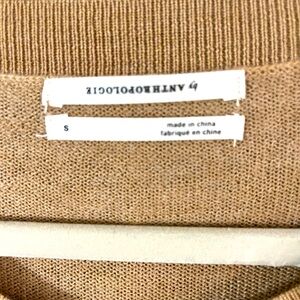 by ANTHROPOLOGIE
S
made in china
fabriqué en chine